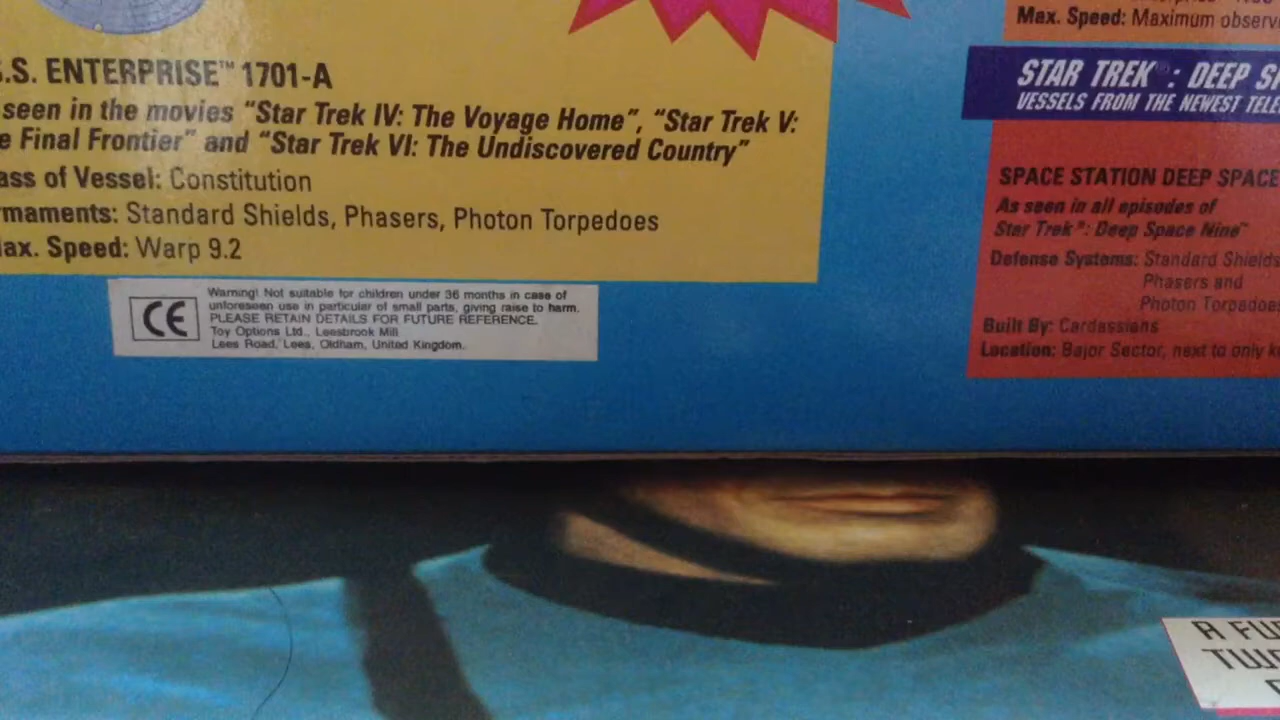 .S. ENTERPRISE™ 1701-A
seen in the movies “Star Trek IV: The Voyage Home”, “Star Trek V:
e Final Frontier” and “Star Trek VI: The Undiscovered Country”
ass of Vessel: Constitution
rmaments: Standard Shields, Phasers, Photon Torpedoes
ax. Speed: Warp 9.2
CE
Warning! Not suitable for children under 36 months in case of
unforeseen use in particular of small parts, giving raise to harm.
PLEASE RETAIN DETAILS FOR FUTURE REFERENCE.
Toy Options Ltd., Leesbrook Mill
Lees Road, Lees, Oldham, United Kingdom.
Max. Speed: Maximum observ
STAR TREK®: DEEP SP
VESSELS FROM THE NEWEST TELE
SPACE STATION DEEP SPACE
As seen in all episodes of
Star Trek®: Deep Space Nine™
Defense Systems: Standard Shields
Phasers and
Photon Torpedoe
Built By: Cardassians
Location: Bajor Sector, next to only k
A FU
TW